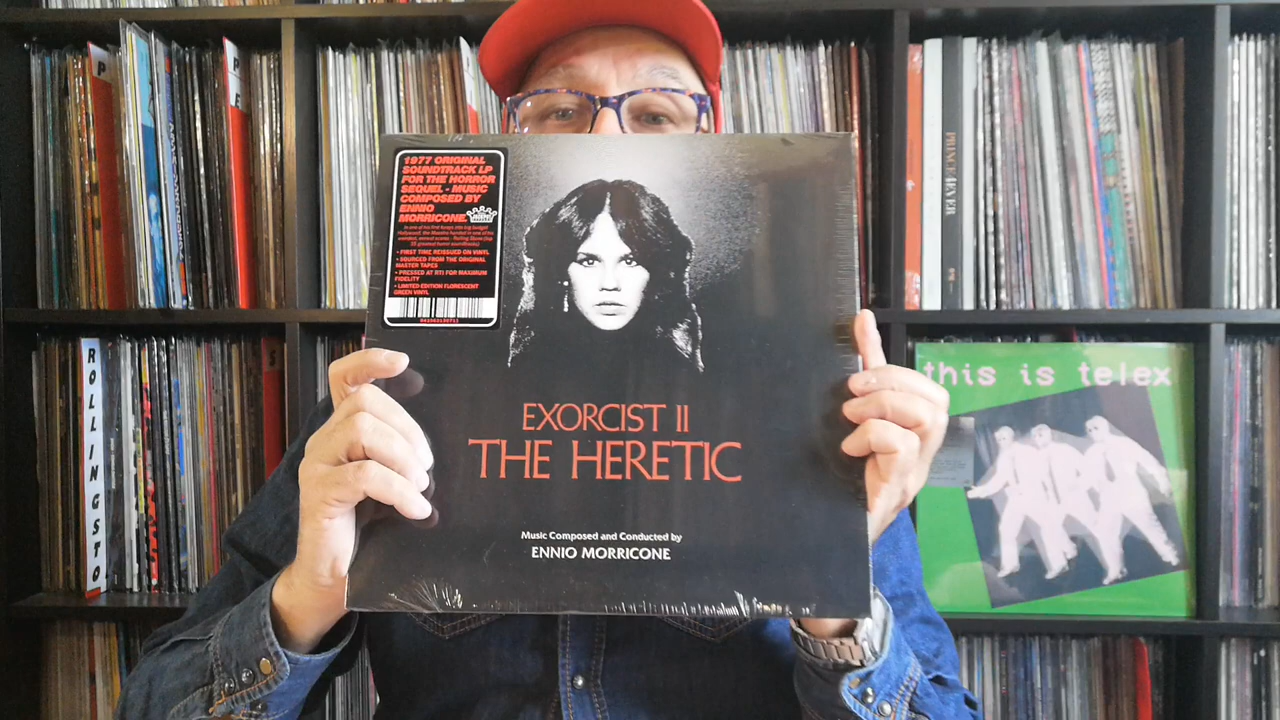 P
P
F
1977 ORIGINAL
SOUNDTRACK LP
FOR THE HORROR
SEQUEL - MUSIC
COMPOSED BY
ENNIO
MORRICONE.
• FIRST TIME REISSUED ON VINYL
• SOURCED FROM THE ORIGINAL
MASTER TAPES
• PRESSED AT RTI FOR MAXIMUM
FIDELITY
• LIMITED EDITION FLORESCENT
GREEN VINYL
EXORCIST II
THE HERETIC
Music Composed and Conducted by
ENNIO MORRICONE
this is telex
ROLLINGSTO
S